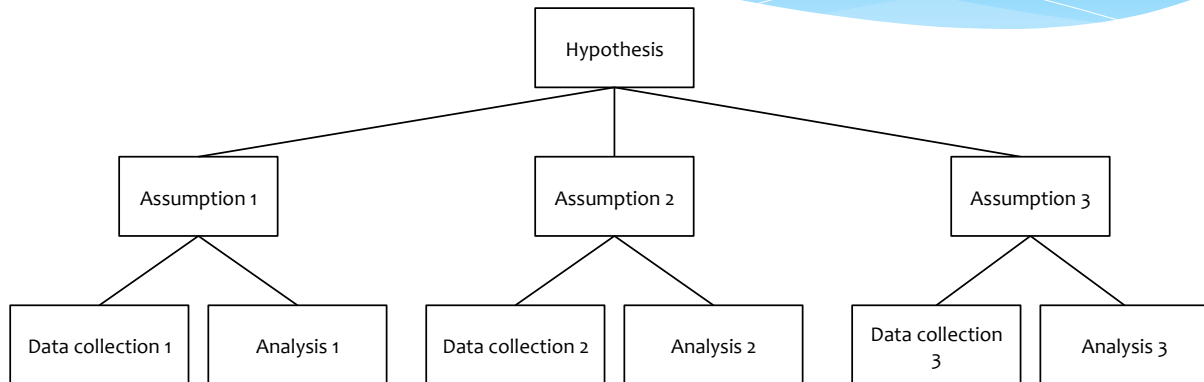 Hypothesis
Assumption 1
Assumption 2
Assumption 3
Data collection 1
Analysis 1
Data collection 2
Analysis 2
Data collection
3
Analysis 3